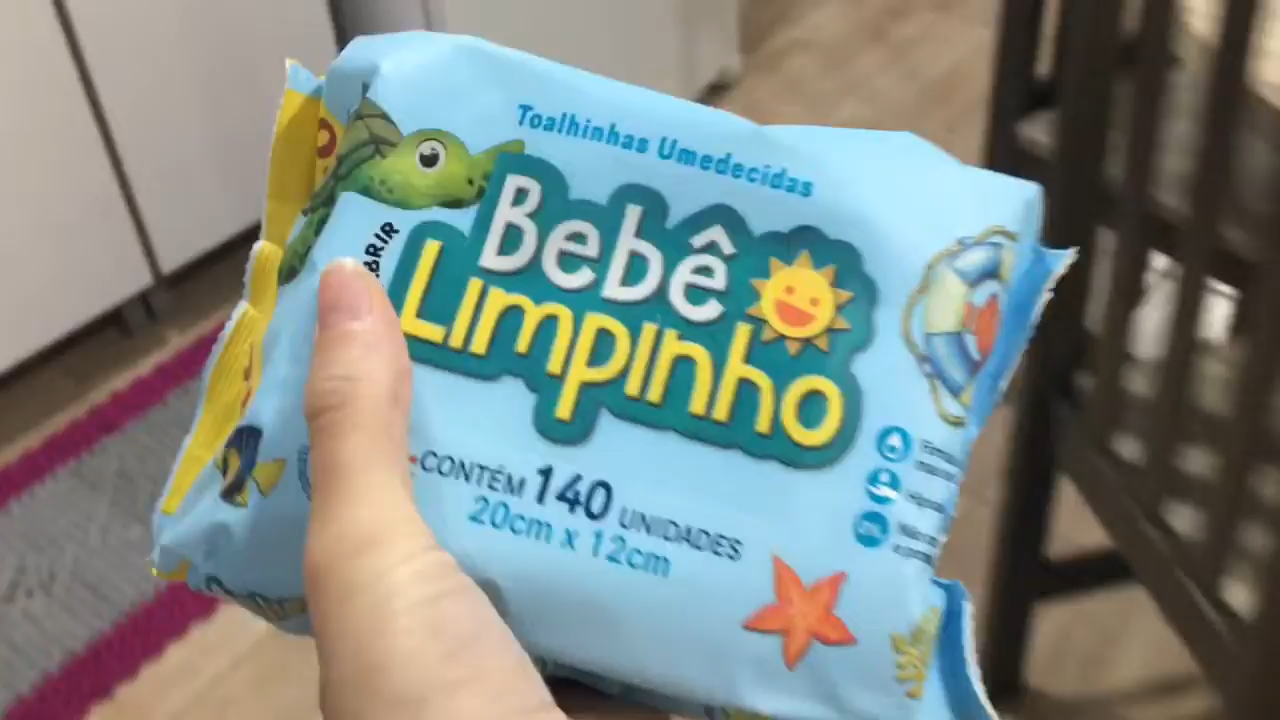 Toalhinhas Umedecidas
Bebê
Limpinho
CONTÉM 140 UNIDADES
20cm x 12cm